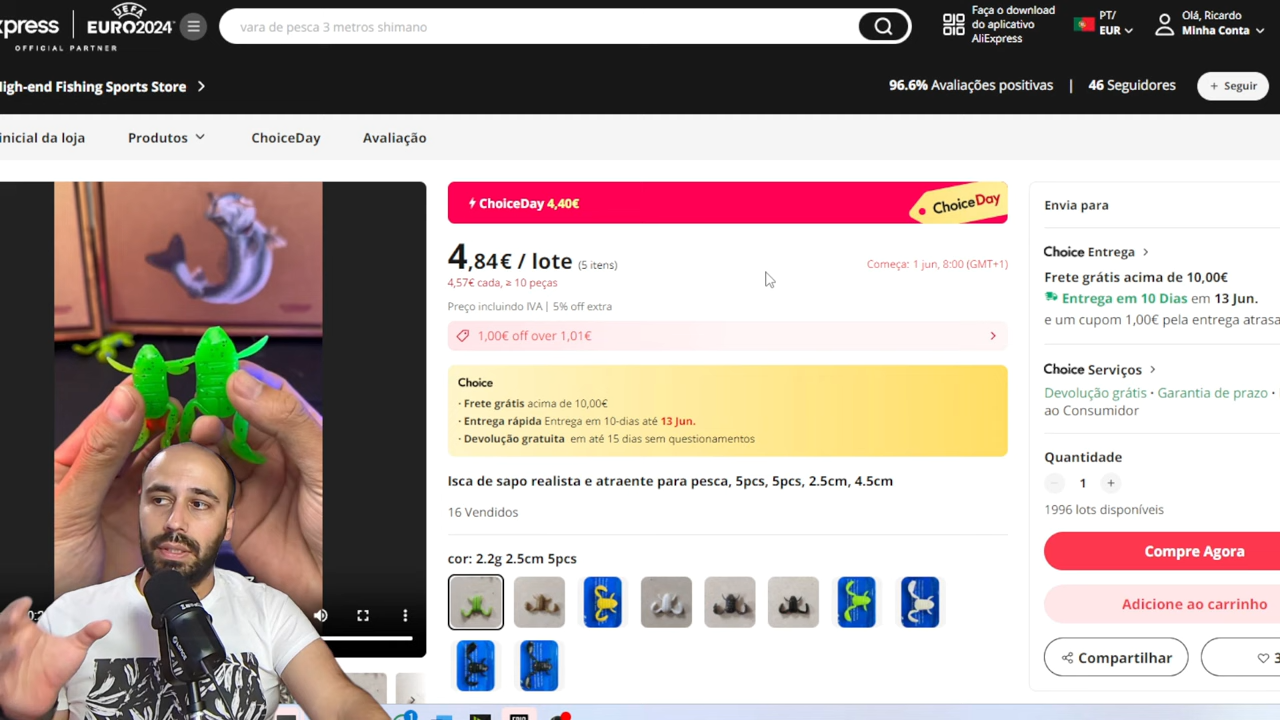 xpress
UEFA
EURO2024
OFFICIAL PARTNER
vara de pesca 3 metros shimano
Faça o download
do aplicativo
AliExpress
PT/
EUR
Olá, Ricardo
Minha Conta
High-end Fishing Sports Store
96.6% Avaliações positivas | 46 Seguidores
+ Seguir
inicial da loja
Produtos
ChoiceDay
Avaliação
ChoiceDay 4,40€
ChoiceDay
4,84€ / lote (5 itens)
Começa: 1 jun, 8:00 (GMT+1)
4,57€ cada, ≥ 10 peças
Preço incluindo IVA | 5% off extra
1,00€ off over 1,01€
Choice
· Frete grátis acima de 10,00€
· Entrega rápida Entrega em 10-dias até 13 Jun.
· Devolução gratuita em até 15 dias sem questionamentos
Isca de sapo realista e atraente para pesca, 5pcs, 5pcs, 2.5cm, 4.5cm
16 Vendidos
cor: 2.2g 2.5cm 5pcs
Envia para
Choice Entrega
Frete grátis acima de 10,00€
Entrega em 10 Dias em 13 Jun.
e um cupom 1,00€ pela entrega atrasa
Choice Serviços
Devolução grátis · Garantia de prazo ·
ao Consumidor
Quantidade
− 1 +
1996 lots disponíveis
Compre Agora
Adicione ao carrinho
Compartilhar
3